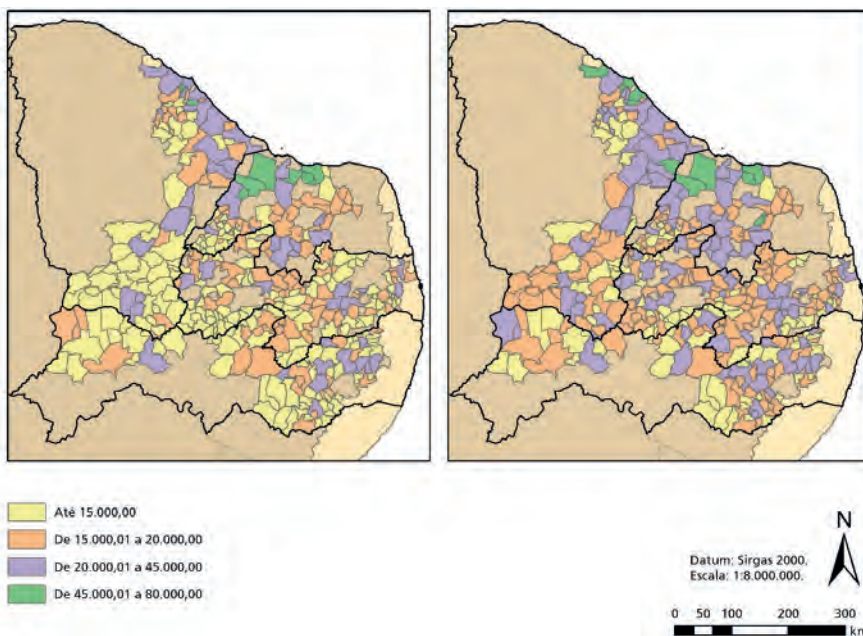 Até 15.000,00
De 15.000,01 a 20.000,00
De 20.000,01 a 45.000,00
De 45.000,01 a 80.000,00
N
Datum: Sirgas 2000.
Escala: 1:8.000.000.
0 50 100 200 300
km